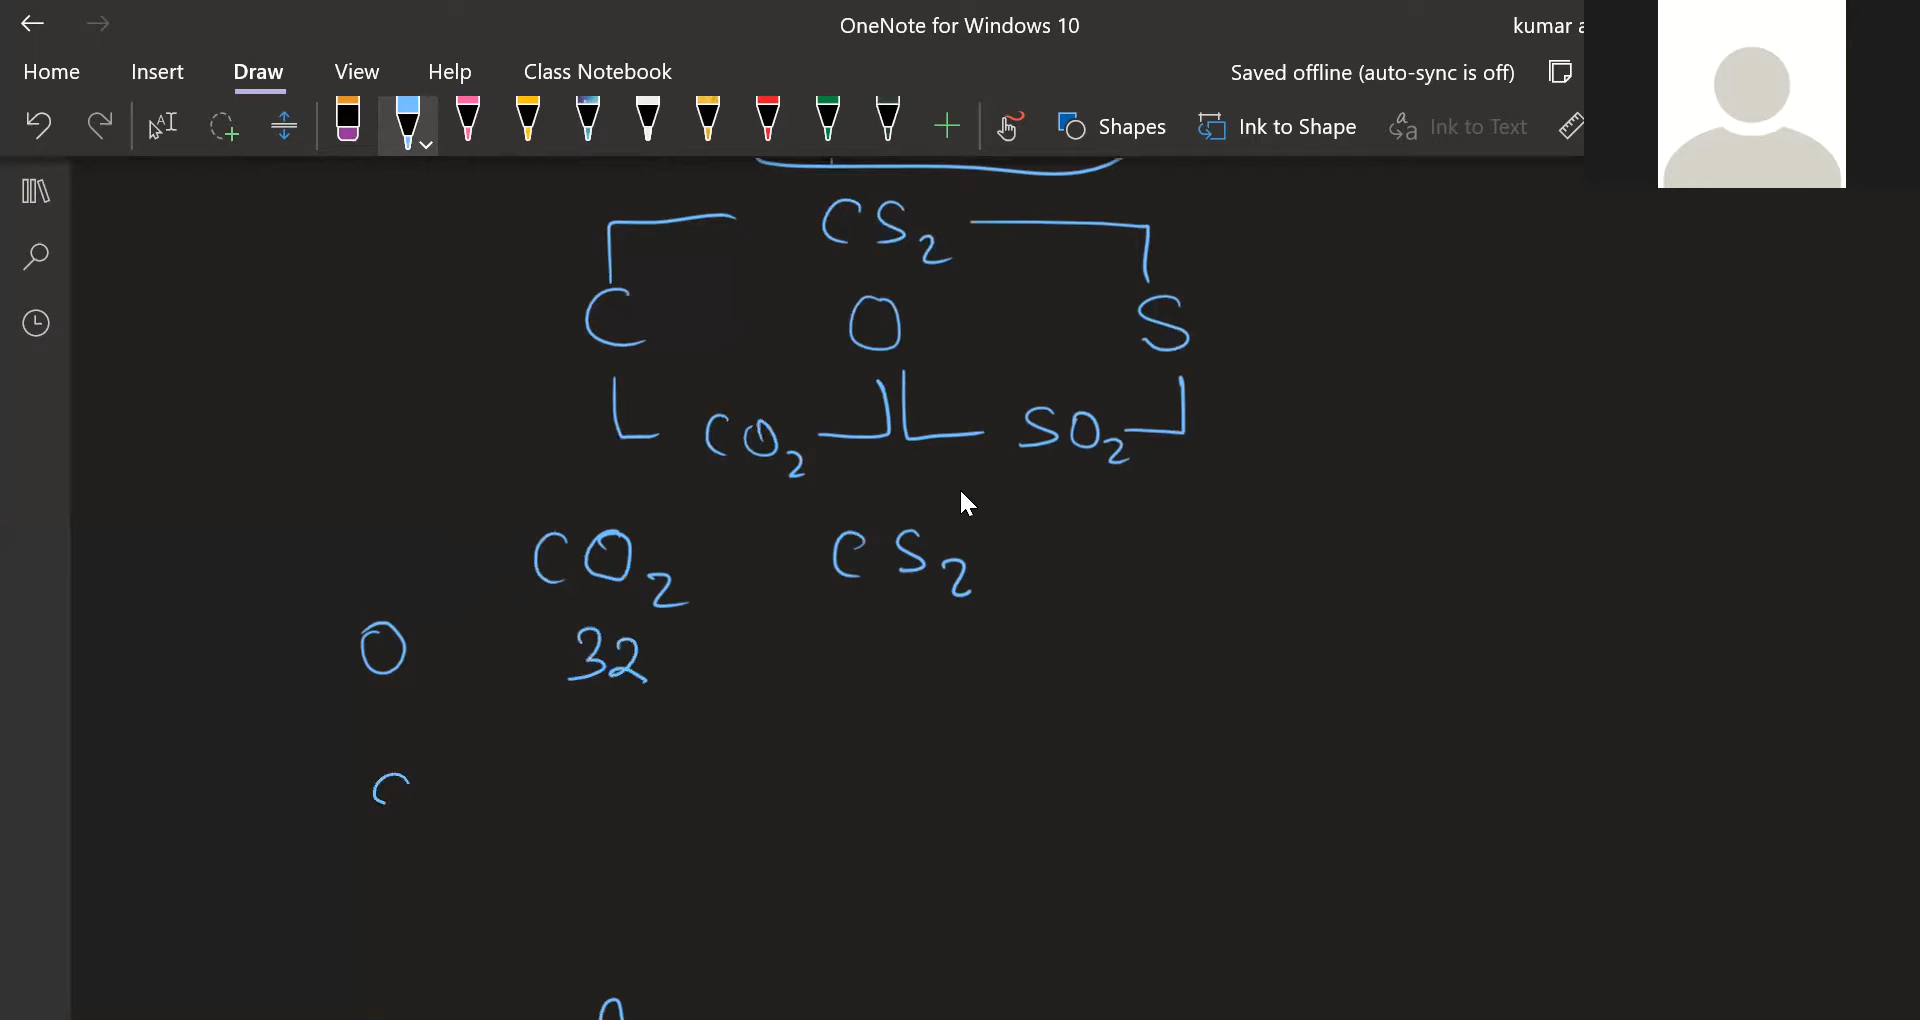 OneNote for Windows 10
kumar a
Home Insert Draw View Help Class Notebook
Saved offline (auto-sync is off)
Shapes Ink to Shape Ink to Text
CS2
C O S
CO2 SO2
CO2 CS2
O 32